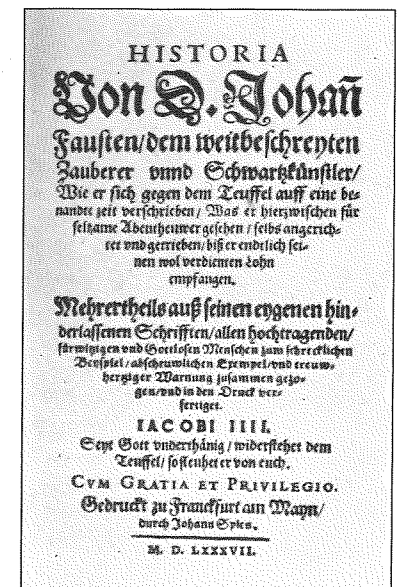 HISTORIA
Von D. Johañ
Fausten/dem weitbeschreyten
Zauberer vnnd Schwartzkünstler/
Wie er sich gegen dem Teuffel auff eine be-
nandte zeit verschrieben/ Was er hierzwischen für
seltzame Abentheuwer gesehen/ selbs angerich-
tet vnd getrieben/ biß er endtlich sei-
nen wol verdienten Lohn
empfangen.
Mehrertheils auß seinen eygenen hin-
derlassenen Schrifften/allen hochtragenden/
fürwitzigen vnd Gottlosen Menschen zum schrecklichen
Beyspiel/abscheuwlichen Exempel/vnd treuw-
hertziger Warnung zusammen gezo-
gen/vnd in den Druck ver-
fertiget.
IACOBI IIII.
Seyt Gott vnderthänig/widerstehet dem
Teuffel/so fleuhet er von euch.
CVM GRATIA ET PRIVILEGIO.
Gedruckt zu Franckfurt am Mayn/
durch Johann Spies.
M. D. LXXXVII.